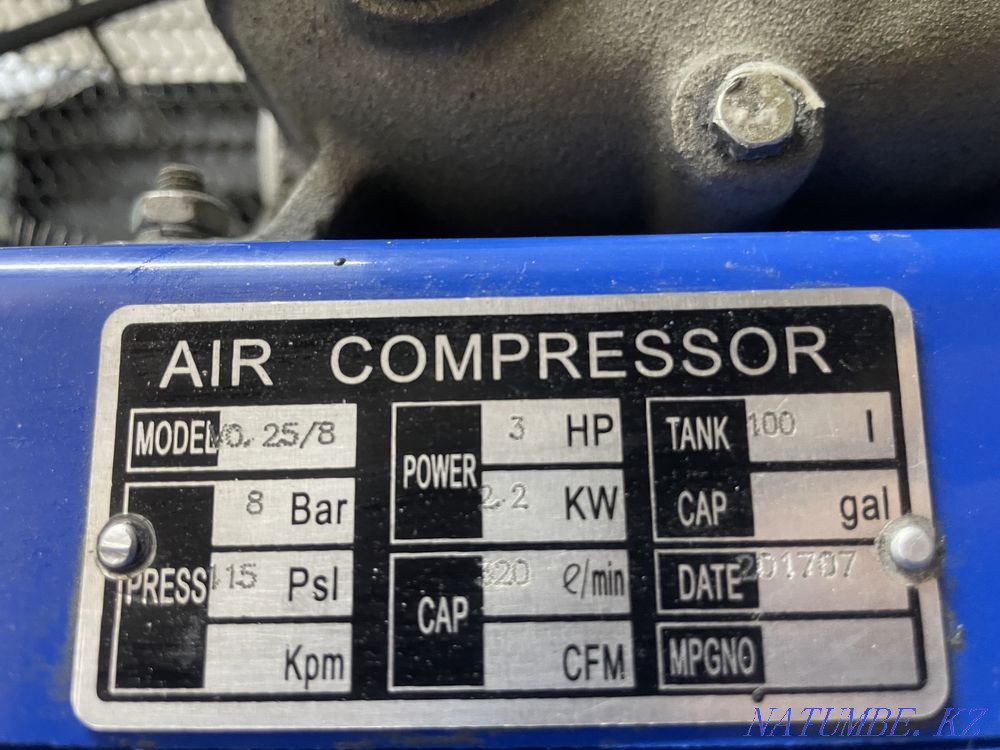 AIR COMPRESSOR
MODEL V0.25/8
PRESS
8 Bar
115 Psl
Kpm
POWER
3 HP
2.2 KW
CAP
320 ℓ/min
CFM
TANK CAP
100 l
gal
DATE 201707
MPGNO
NATUMBE.KZ